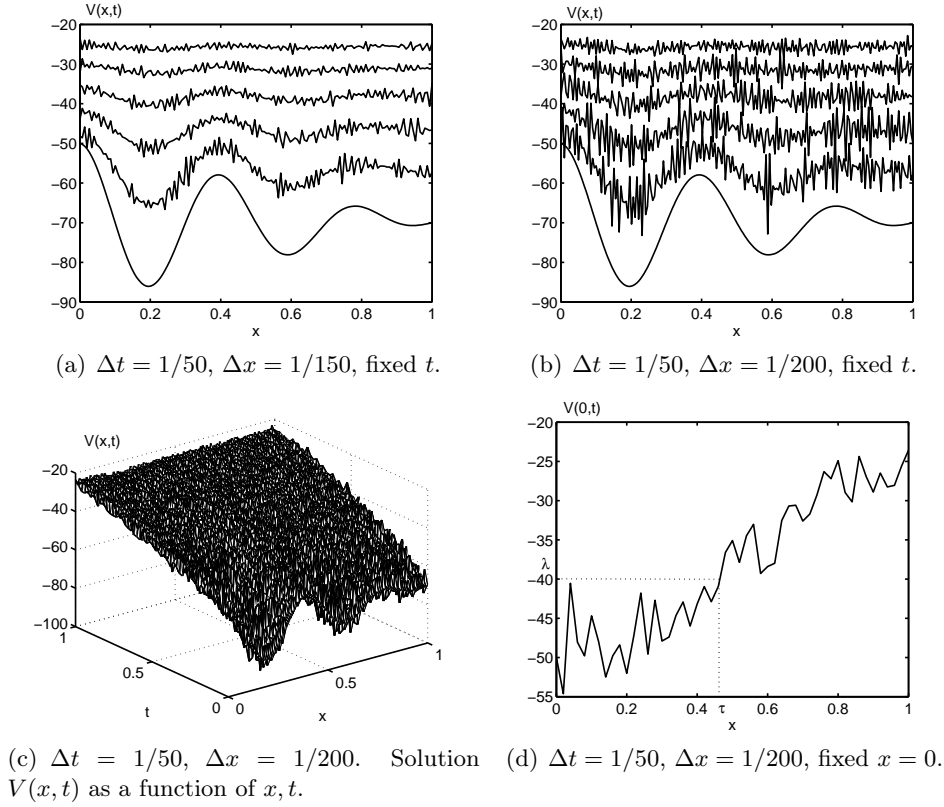 V(x,t)
−20
−30
−40
−50
−60
−70
−80
−90
0 0.2 0.4 0.6 0.8 1
x
(a) Δt = 1/50, Δx = 1/150, fixed t.
V(x,t)
−20
−30
−40
−50
−60
−70
−80
−90
0 0.2 0.4 0.6 0.8 1
x
(b) Δt = 1/50, Δx = 1/200, fixed t.
V(x,t)
−20
−40
−60
−80
−100
1
0.5
0
t
0
0.5
1
x
(c) Δt = 1/50, Δx = 1/200. Solution
V(x, t) as a function of x, t.
V(0,t)
−20
−25
−30
−35
λ
−40
−45
−50
−55
0 0.2 0.4 τ 0.6 0.8 1
x
(d) Δt = 1/50, Δx = 1/200, fixed x = 0.